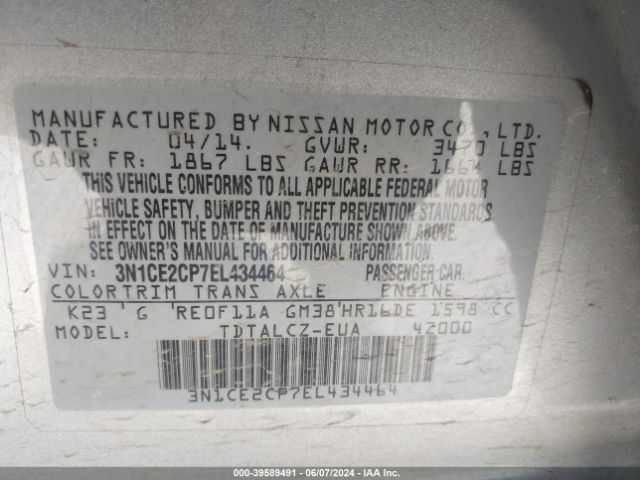 MANUFACTURED BY NISSAN MOTOR CO., LTD.
DATE: 04/14. GVWR: 3470 LBS
GAWR FR: 1867 LBS GAWR RR: 1664 LBS
THIS VEHICLE CONFORMS TO ALL APPLICABLE FEDERAL MOTOR
VEHICLE SAFETY, BUMPER AND THEFT PREVENTION STANDARDS
IN EFFECT ON THE DATE OF MANUFACTURE SHOWN ABOVE.
SEE OWNER'S MANUAL FOR ADDITIONAL INFORMATION.
VIN: 3N1CE2CP7EL434464 PASSENGER CAR.
COLOR TRIM TRANS AXLE ENGINE
K23 G RE0F11A GM38 HR16DE 1598 CC
TDTALCZ-EUA 42000
3N1CE2CP7EL434464
000-39589491 - 06/07/2024 - IAA Inc.